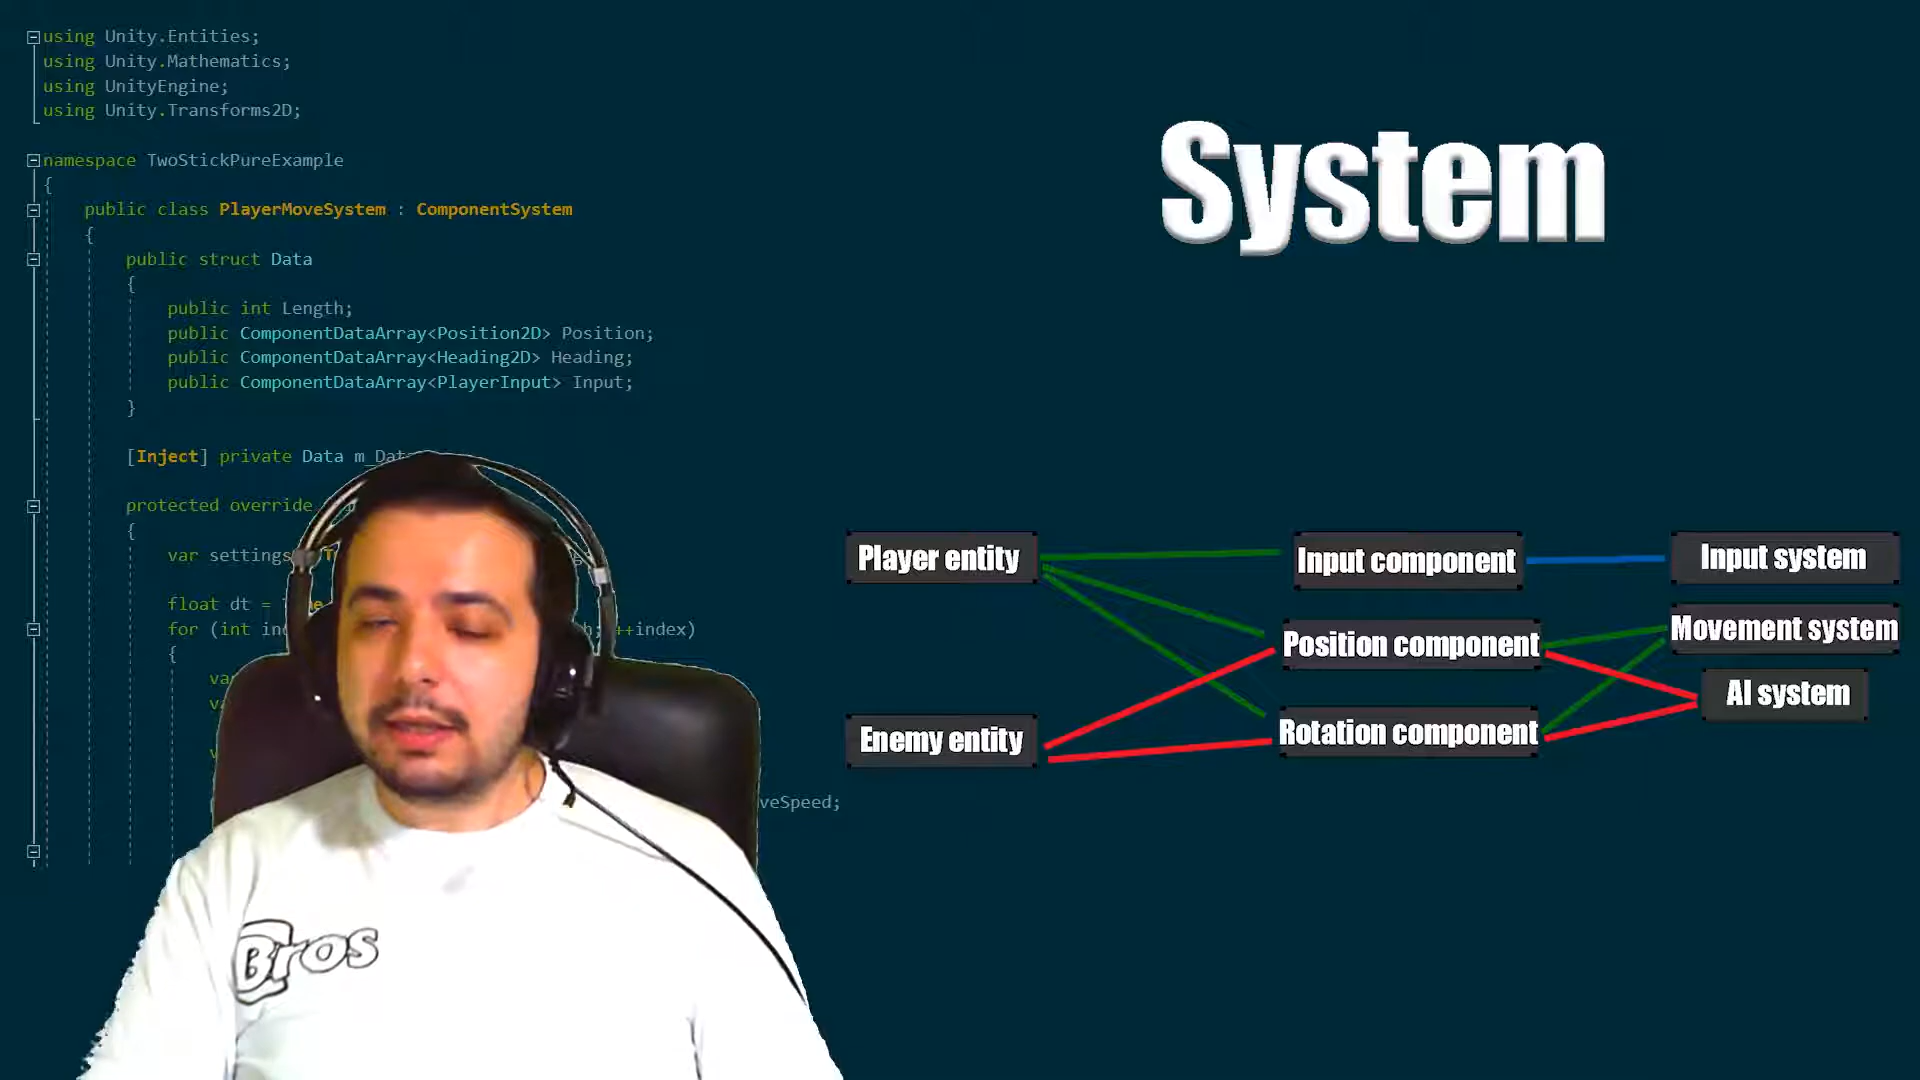 using Unity.Entities;
using Unity.Mathematics;
using UnityEngine;
using Unity.Transforms2D;
namespace TwoStickPureExample
{
public class PlayerMoveSystem : ComponentSystem
{
public struct Data
{
public int Length;
public ComponentDataArray<Position2D> Position;
public ComponentDataArray<Heading2D> Heading;
public ComponentDataArray<PlayerInput> Input;
}
[Inject] private Data
protected override
{
var settings
float dt =
for (int ++index)
{
veSpeed;
System
Player entity
Input component
Input system
Position component
Movement system
AI system
Enemy entity
Rotation component
Bros